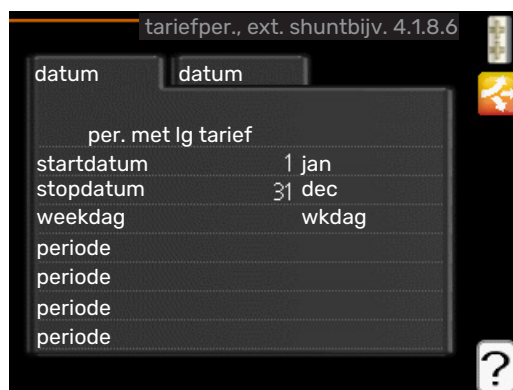 tariefper., ext. shuntbijv. 4.1.8.6
datum datum
per. met lg tarief
startdatum 1 jan
stopdatum 31 dec
weekdag wkdag
periode
periode
periode
periode
?